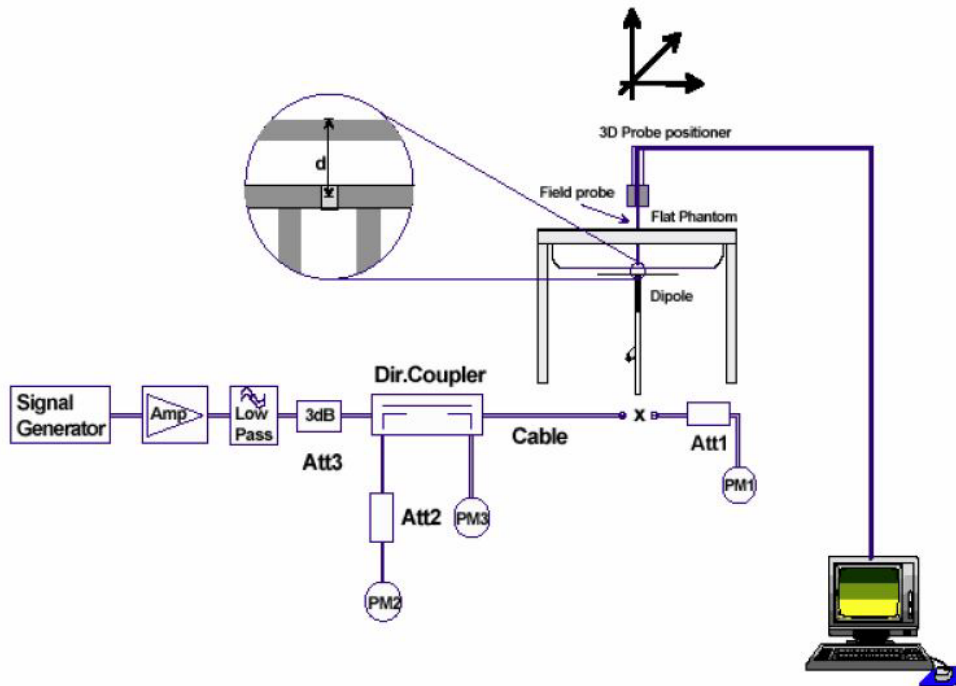 3D Probe positioner
d
Field probe
Flat Phantom
Dipole
Dir.Coupler
Signal
Generator
Amp
Low
Pass
3dB
Att3
Cable
x
Att1
PM1
Att2
PM3
PM2